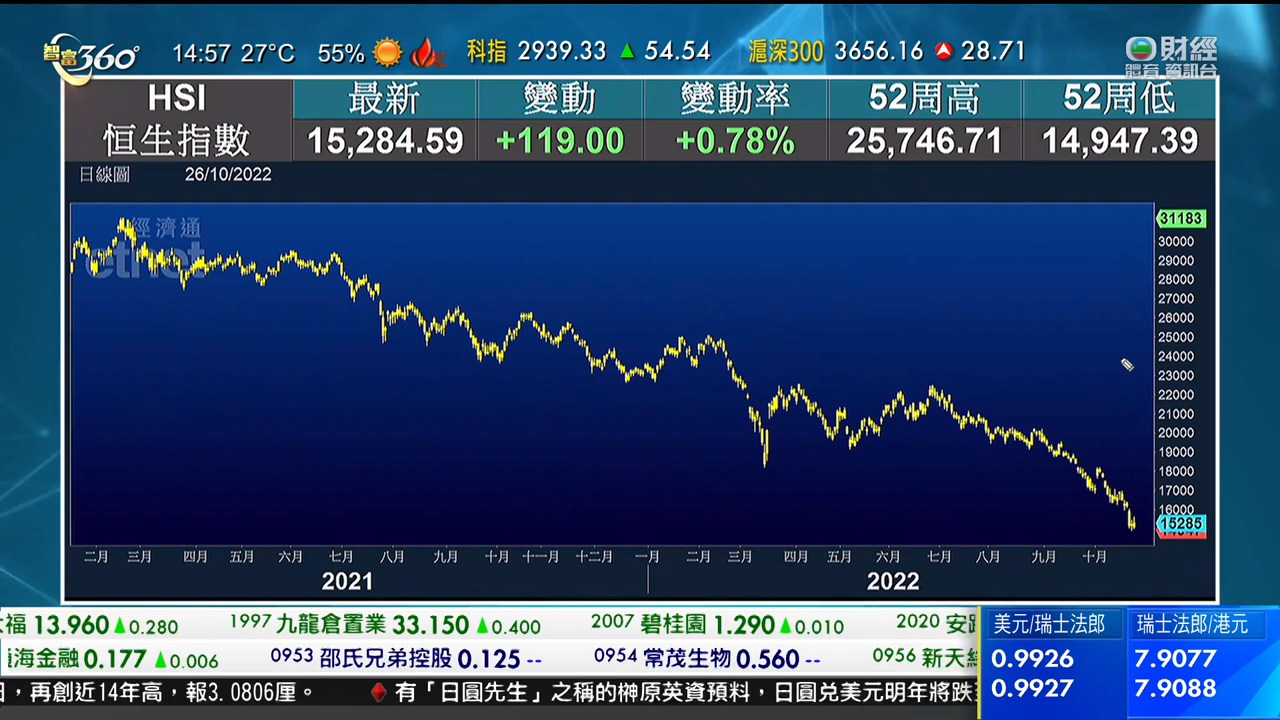 智富360°
14:57 27°C 55% 科指 2939.33 ▲ 54.54 滬深300 3656.16 ▲ 28.71
財經
體育 資訊台
HSI 最新 變動 變動率 52周高 52周低
恒生指數 15,284.59 +119.00 +0.78% 25,746.71 14,947.39
日線圖 26/10/2022
經濟通
etnet
31183
30000
29000
28000
27000
26000
25000
24000
23000
22000
21000
20000
19000
18000
17000
16000
15285
二月 三月 四月 五月 六月 七月 八月 九月 十月 十一月 十二月 一月 二月 三月 四月 五月 六月 七月 八月 九月 十月
2021 2022
福 13.960 ▲ 0.280 1997 九龍倉置業 33.150 ▲ 0.400 2007 碧桂園 1.290 ▲ 0.010 2020 安
海金融 0.177 ▲ 0.006 0953 邵氏兄弟控股 0.125 -- 0954 常茂生物 0.560 -- 0956 新天
，再創近14年高，報3.0806厘。 有「日圓先生」之稱的榊原英資預料，日圓兌美元明年將跌
美元/瑞士法郎 瑞士法郎/港元
0.9926 7.9077
0.9927 7.9088